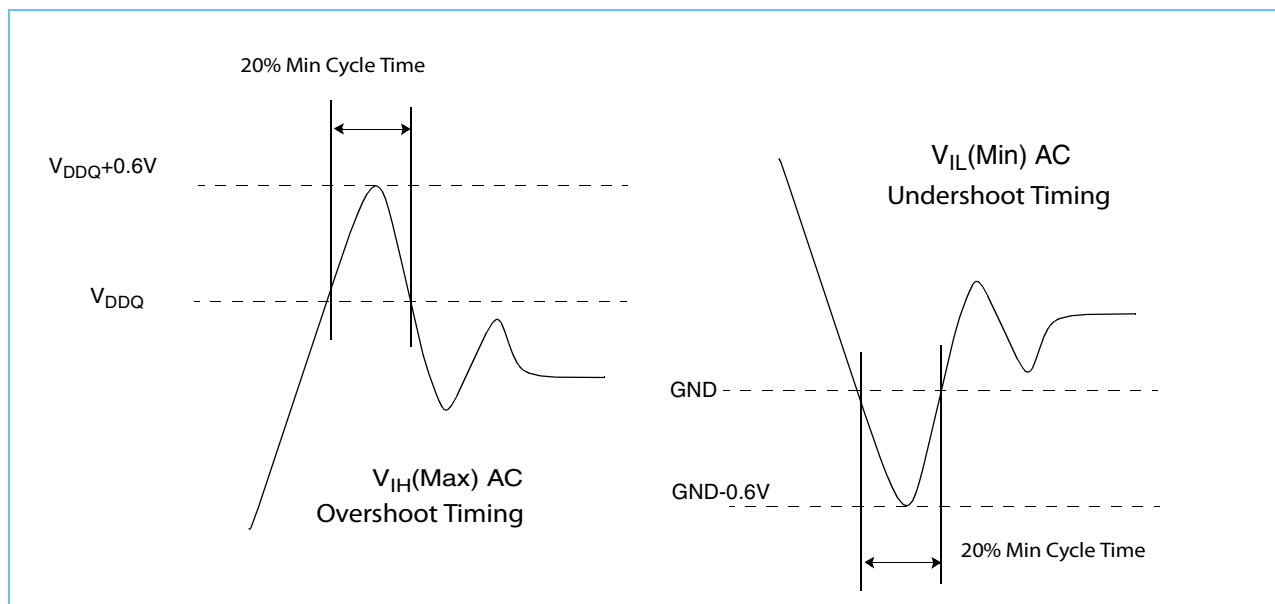 20% Min Cycle Time
VDDQ+0.6V
VDDQ
VIH(Max) AC
Overshoot Timing
VIL(Min) AC
Undershoot Timing
GND
GND-0.6V
20% Min Cycle Time